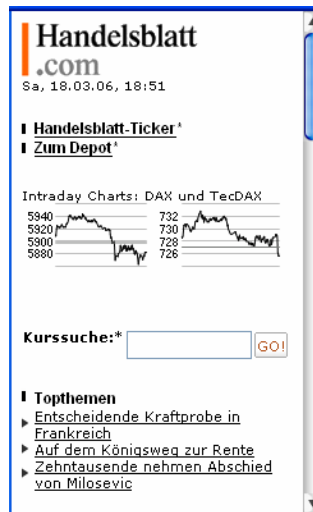 Handelsblatt
.com
Sa, 18.03.06, 18:51
Handelsblatt-Ticker*
Zum Depot*
Intraday Charts: DAX und TecDAX
5940
5920
5900
5880
732
730
728
726
Kurssuche:*
GO!
Topthemen
Entscheidende Kraftprobe in
Frankreich
Auf dem Königsweg zur Rente
Zehntausende nehmen Abschied
von Milosevic